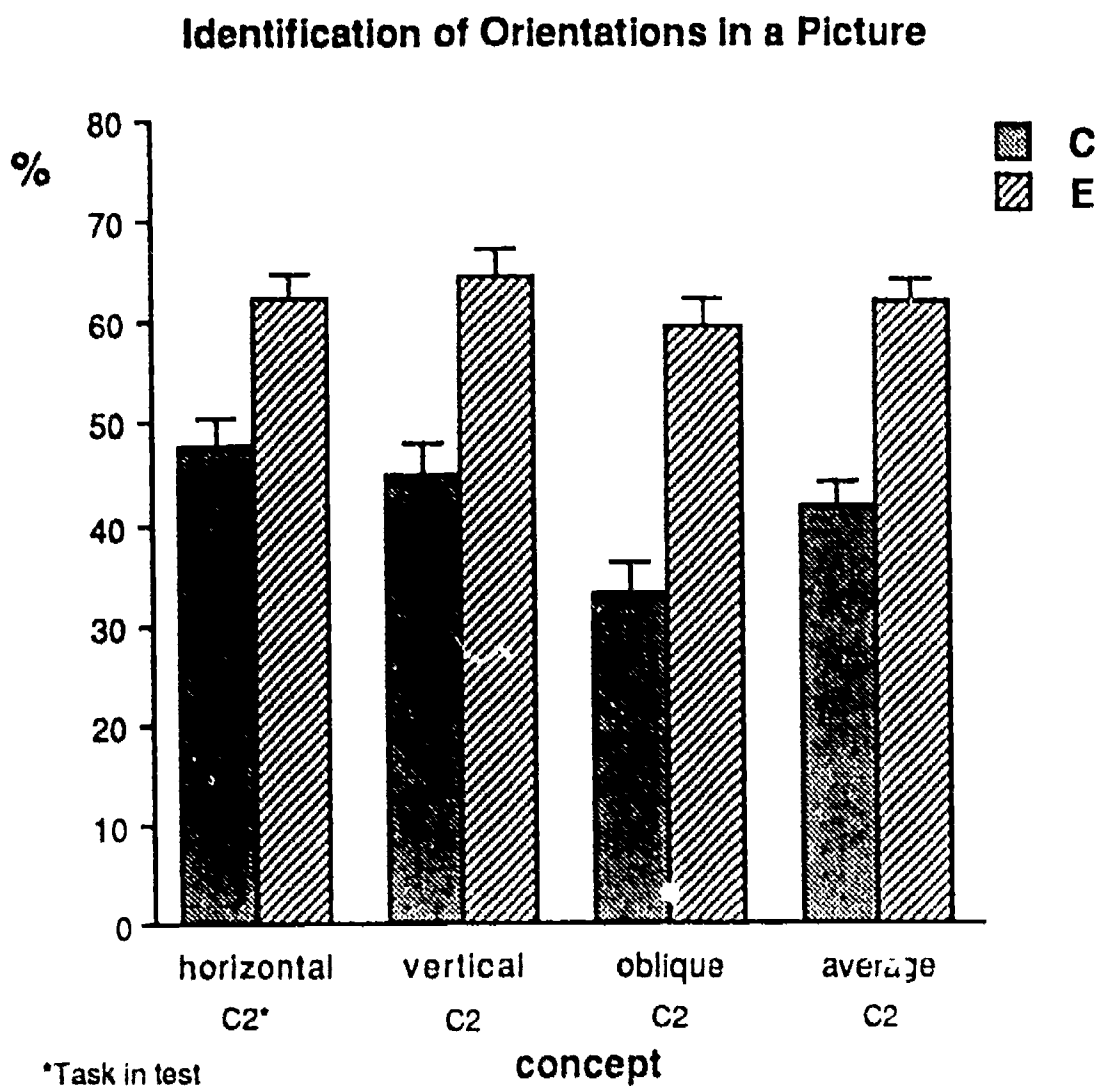 Identification of Orientations in a Picture
%
80
70
60
50
40
30
20
10
0
C
E
horizontal vertical oblique average
C2* C2 C2 C2
*Task in test
concept